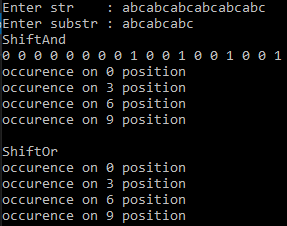 Enter str    : abcabcabcabcabcabc
Enter substr : abcabcabc
ShiftAnd
0 0 0 0 0 0 0 0 1 0 0 1 0 0 1 0 0 1
occurence on 0 position
occurence on 3 position
occurence on 6 position
occurence on 9 position
ShiftOr
occurence on 0 position
occurence on 3 position
occurence on 6 position
occurence on 9 position